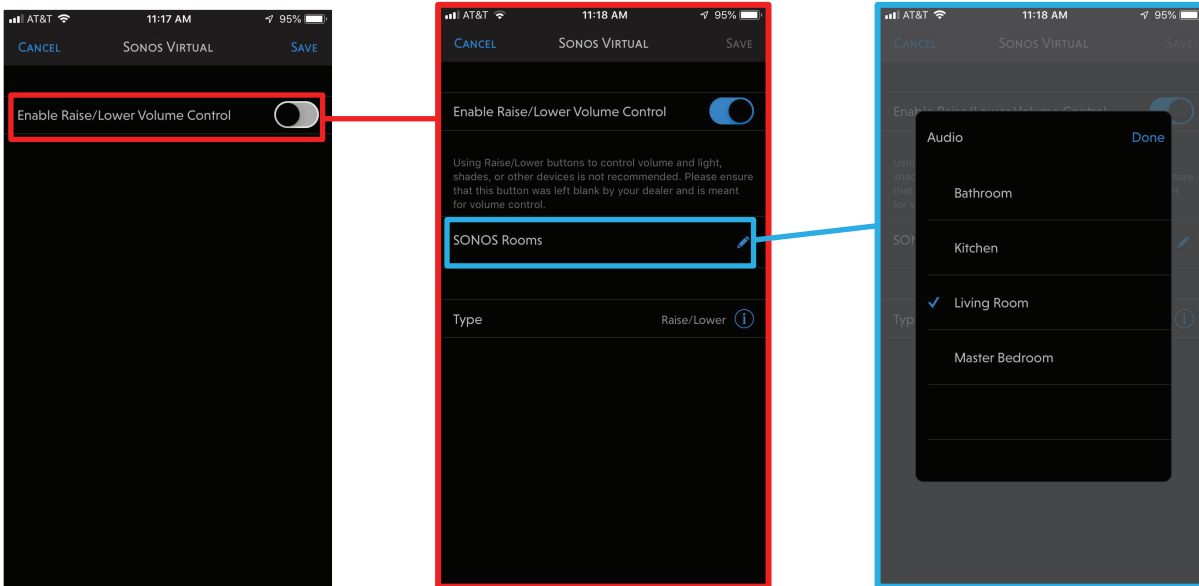 AT&T 11:17 AM 95%
CANCEL SONOS VIRTUAL SAVE
Enable Raise/Lower Volume Control
AT&T 11:18 AM 95%
CANCEL SONOS VIRTUAL SAVE
Enable Raise/Lower Volume Control
Using Raise/Lower buttons to control volume and light,
shades, or other devices is not recommended. Please ensure
that this button was left blank by your dealer and is meant
for volume control.
SONOS Rooms
Type Raise/Lower i
AT&T 11:18 AM 95%
CANCEL SONOS VIRTUAL SAVE
Audio Done
Bathroom
Kitchen
Living Room
Master Bedroom